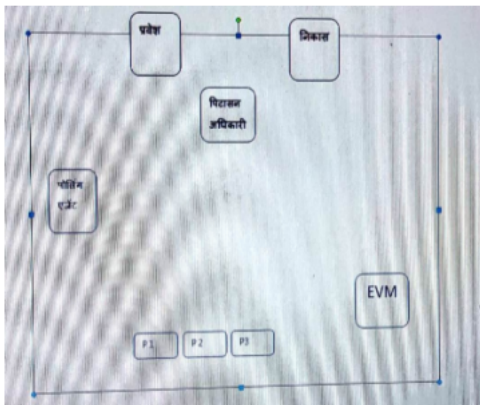 प्रवेश
निकास
पिठासन
अधिकारी
पोलिंग
एजेंट
EVM
P1
P2
P3